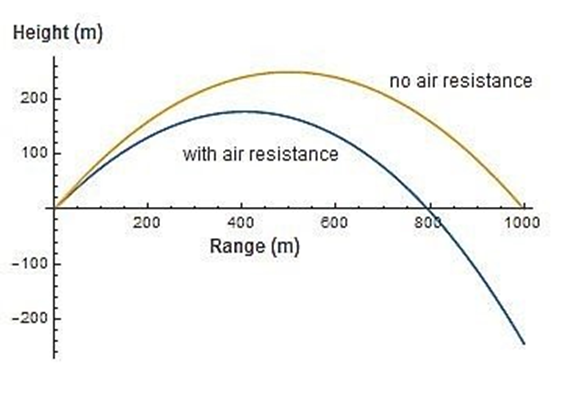 Height (m)
no air resistance
200
with air resistance
100
200 400 600 800 1000
Range (m)
−100
−200